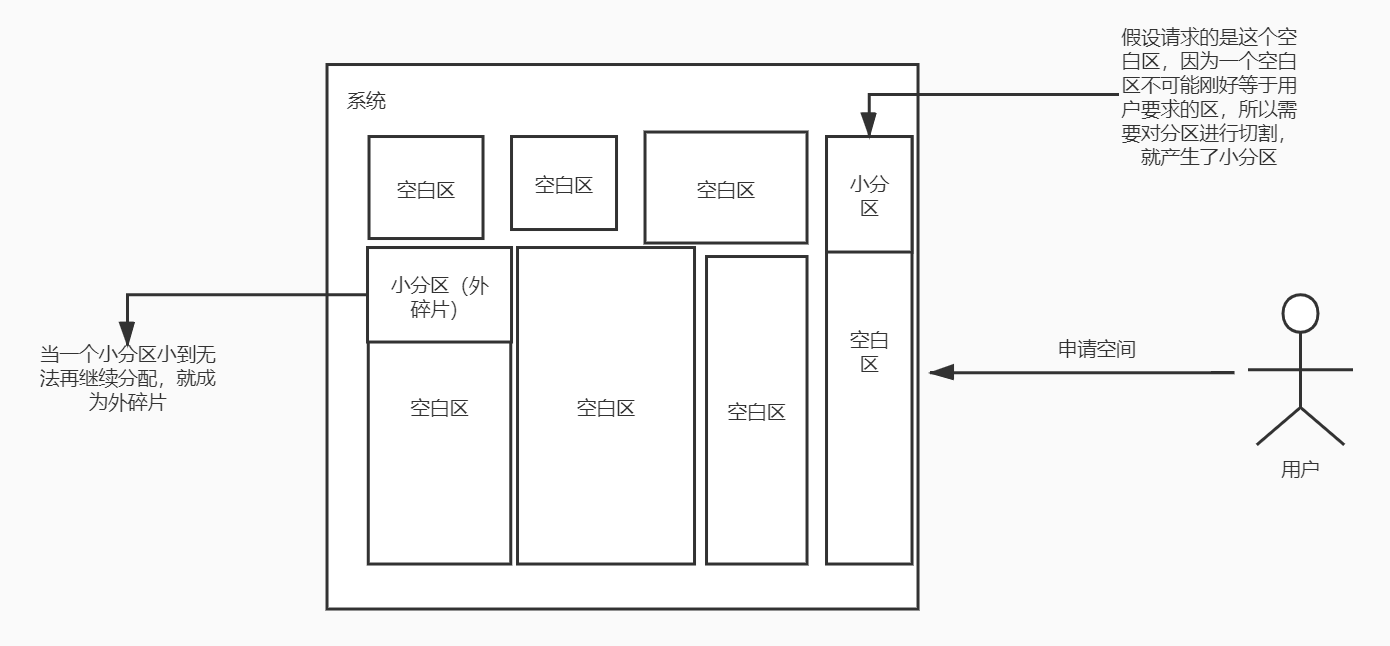 假设请求的是这个空
白区，因为一个空白
区不可能刚好等于用
户要求的区，所以需
要对分区进行切割，
就产生了小分区
系统
空白区
空白区
空白区
小分
区
小分区（外
碎片）
当一个小分区小到无
法再继续分配，就成
为外碎片
空白区
空白区
空白区
空白
区
申请空间
用户